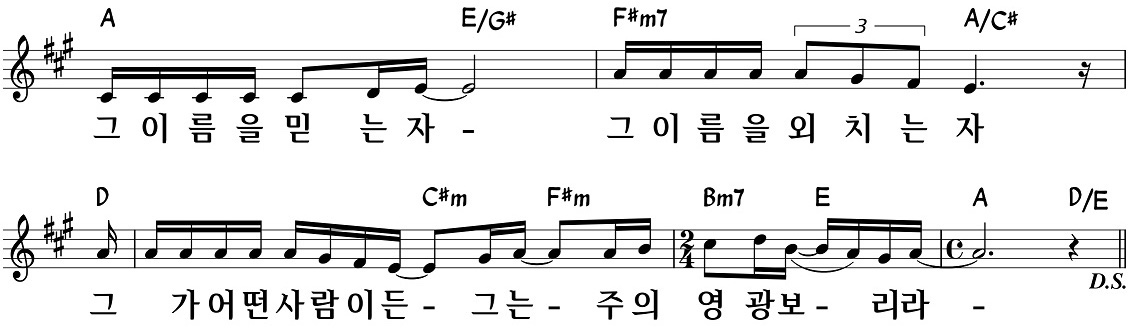 A E/G# F#m7 3 A/C#
그 이 름 을 믿 는 자 - 그 이 름 을 외 치 는 자
D C#m F#m Bm7 E A D/E
2/4 C
그 가 어 떤 사 람 이 든 - 그 는 - 주 의 영 광 보 - 리 라 -
D.S.